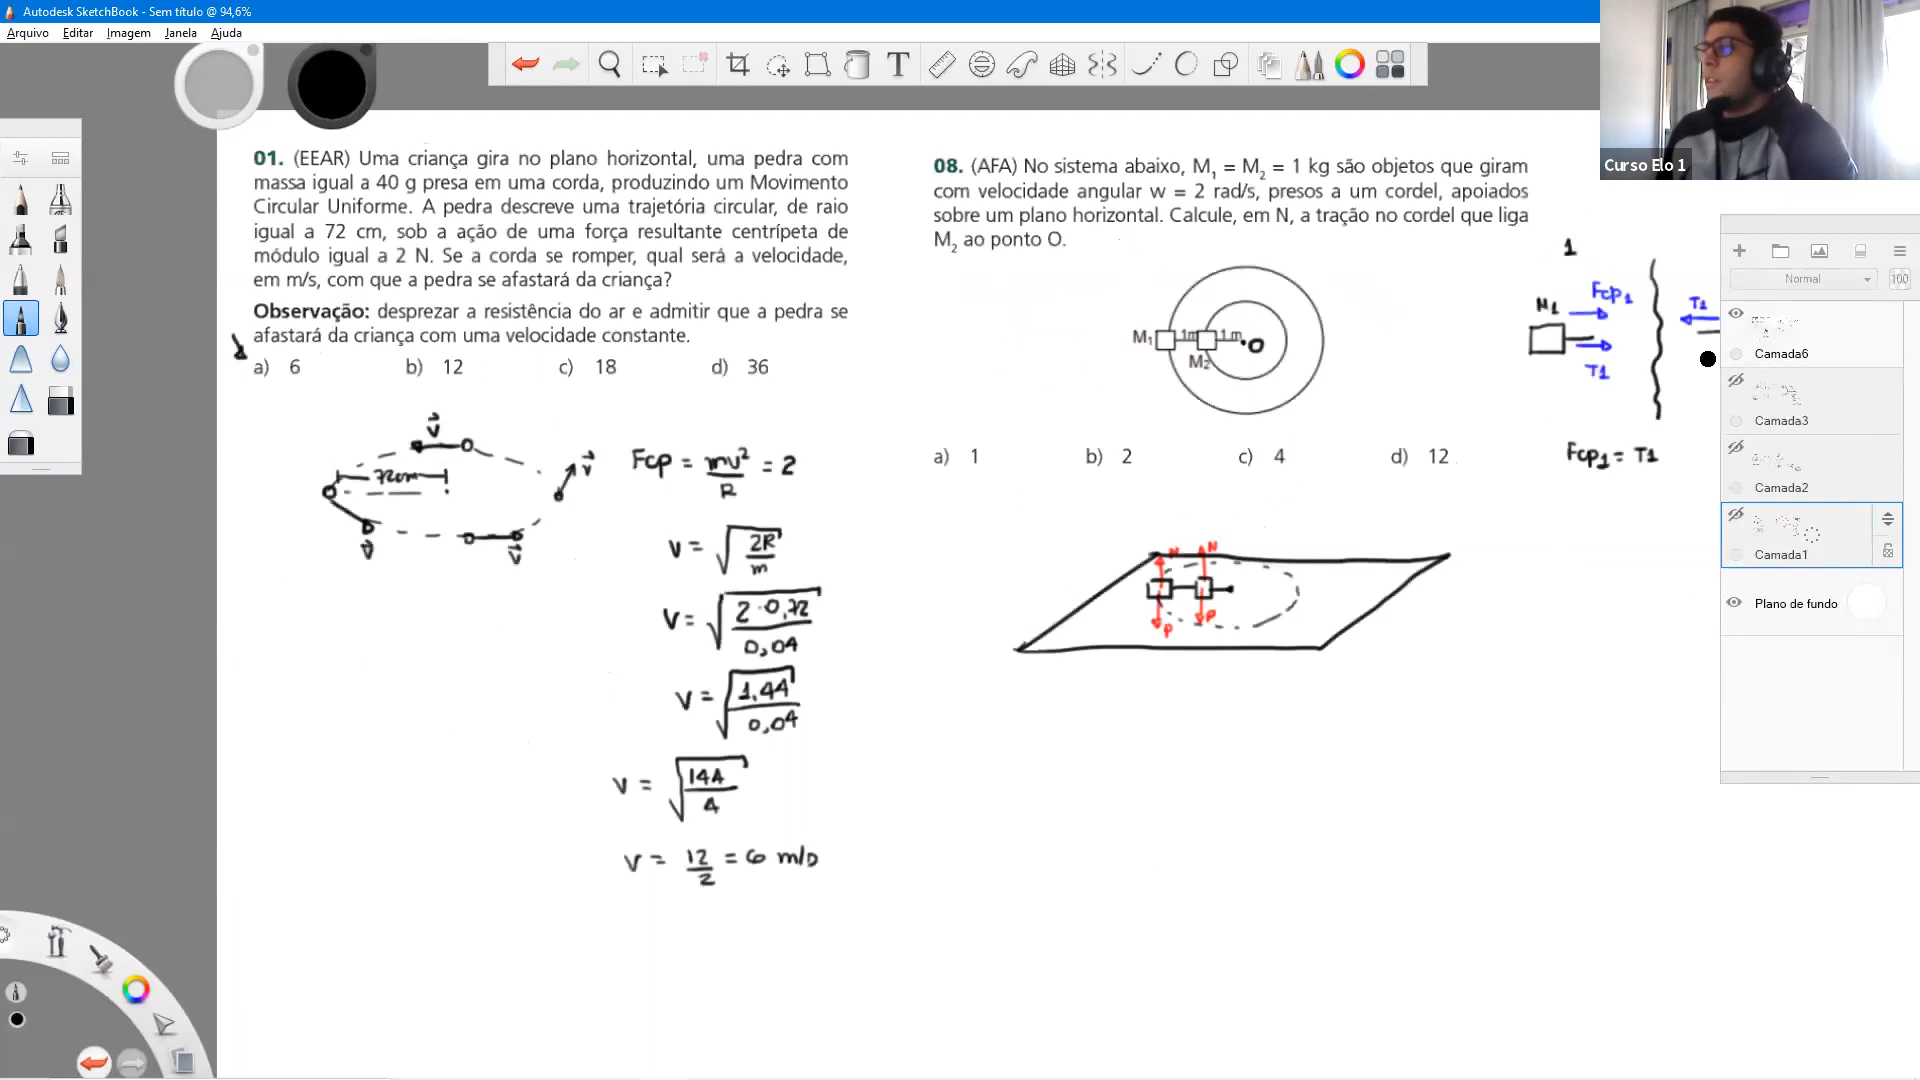 Autodesk SketchBook - Sem título @ 94,6%
Arquivo Editar Imagem Janela Ajuda
T
Curso Elo 1
01. (EEAR) Uma criança gira no plano horizontal, uma pedra com
massa igual a 40 g presa em uma corda, produzindo um Movimento
Circular Uniforme. A pedra descreve uma trajetória circular, de raio
igual a 72 cm, sob a ação de uma força resultante centrípeta de
módulo igual a 2 N. Se a corda se romper, qual será a velocidade,
em m/s, com que a pedra se afastará da criança?
Observação: desprezar a resistência do ar e admitir que a pedra se
afastará da criança com uma velocidade constante.
a) 6 b) 12 c) 18 d) 36
V
72cm
V
V
V
Fcp = mv² / R = 2
V = √(2R / m)
V = √(2 · 0,72 / 0,04)
V = √(1,44 / 0,04)
V = √(144 / 4)
V = 12 / 2 = 6 m/s
08. (AFA) No sistema abaixo, M₁ = M₂ = 1 kg são objetos que giram
com velocidade angular w = 2 rad/s, presos a um cordel, apoiados
sobre um plano horizontal. Calcule, em N, a tração no cordel que liga
M₂ ao ponto O.
M₁ 1m 1 m O
M₂
a) 1 b) 2 c) 4 d) 12
N N
P P
1
M1 Fcp₁
T1
T1
Fcp₁ = T1
Normal 100
Camada6
Camada3
Camada2
Camada1
Plano de fundo